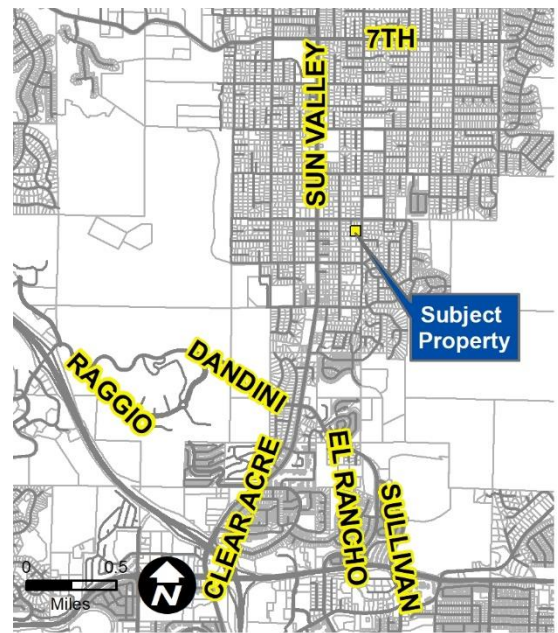 7TH
SUN VALLEY
Subject
Property
DANDINI
RAGGIO
CLEAR ACRE
EL RANCHO
SULLIVAN
0 0.5
Miles
N